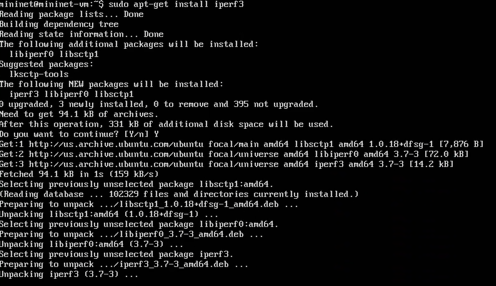 mininet@mininet-vm:~$ sudo apt-get install iperf3
Reading package lists... Done
Building dependency tree
Reading state information... Done
The following additional packages will be installed:
  libiperf0 libsctp1
Suggested packages:
  lksctp-tools
The following NEW packages will be installed:
  iperf3 libiperf0 libsctp1
0 upgraded, 3 newly installed, 0 to remove and 395 not upgraded.
Need to get 94.1 kB of archives.
After this operation, 331 kB of additional disk space will be used.
Do you want to continue? [Y/n] Y
Get:1 http://us.archive.ubuntu.com/ubuntu focal/main amd64 libsctp1 amd64 1.0.18+dfsg-1 [7,876 B]
Get:2 http://us.archive.ubuntu.com/ubuntu focal/universe amd64 libiperf0 amd64 3.7-3 [72.0 kB]
Get:3 http://us.archive.ubuntu.com/ubuntu focal/universe amd64 iperf3 amd64 3.7-3 [14.2 kB]
Fetched 94.1 kB in 1s (159 kB/s)
Selecting previously unselected package libsctp1:amd64.
(Reading database ... 102329 files and directories currently installed.)
Preparing to unpack .../libsctp1_1.0.18+dfsg-1_amd64.deb ...
Unpacking libsctp1:amd64 (1.0.18+dfsg-1) ...
Selecting previously unselected package libiperf0:amd64.
Preparing to unpack .../libiperf0_3.7-3_amd64.deb ...
Unpacking libiperf0:amd64 (3.7-3) ...
Selecting previously unselected package iperf3.
Preparing to unpack .../iperf3_3.7-3_amd64.deb ...
Unpacking iperf3 (3.7-3) ...